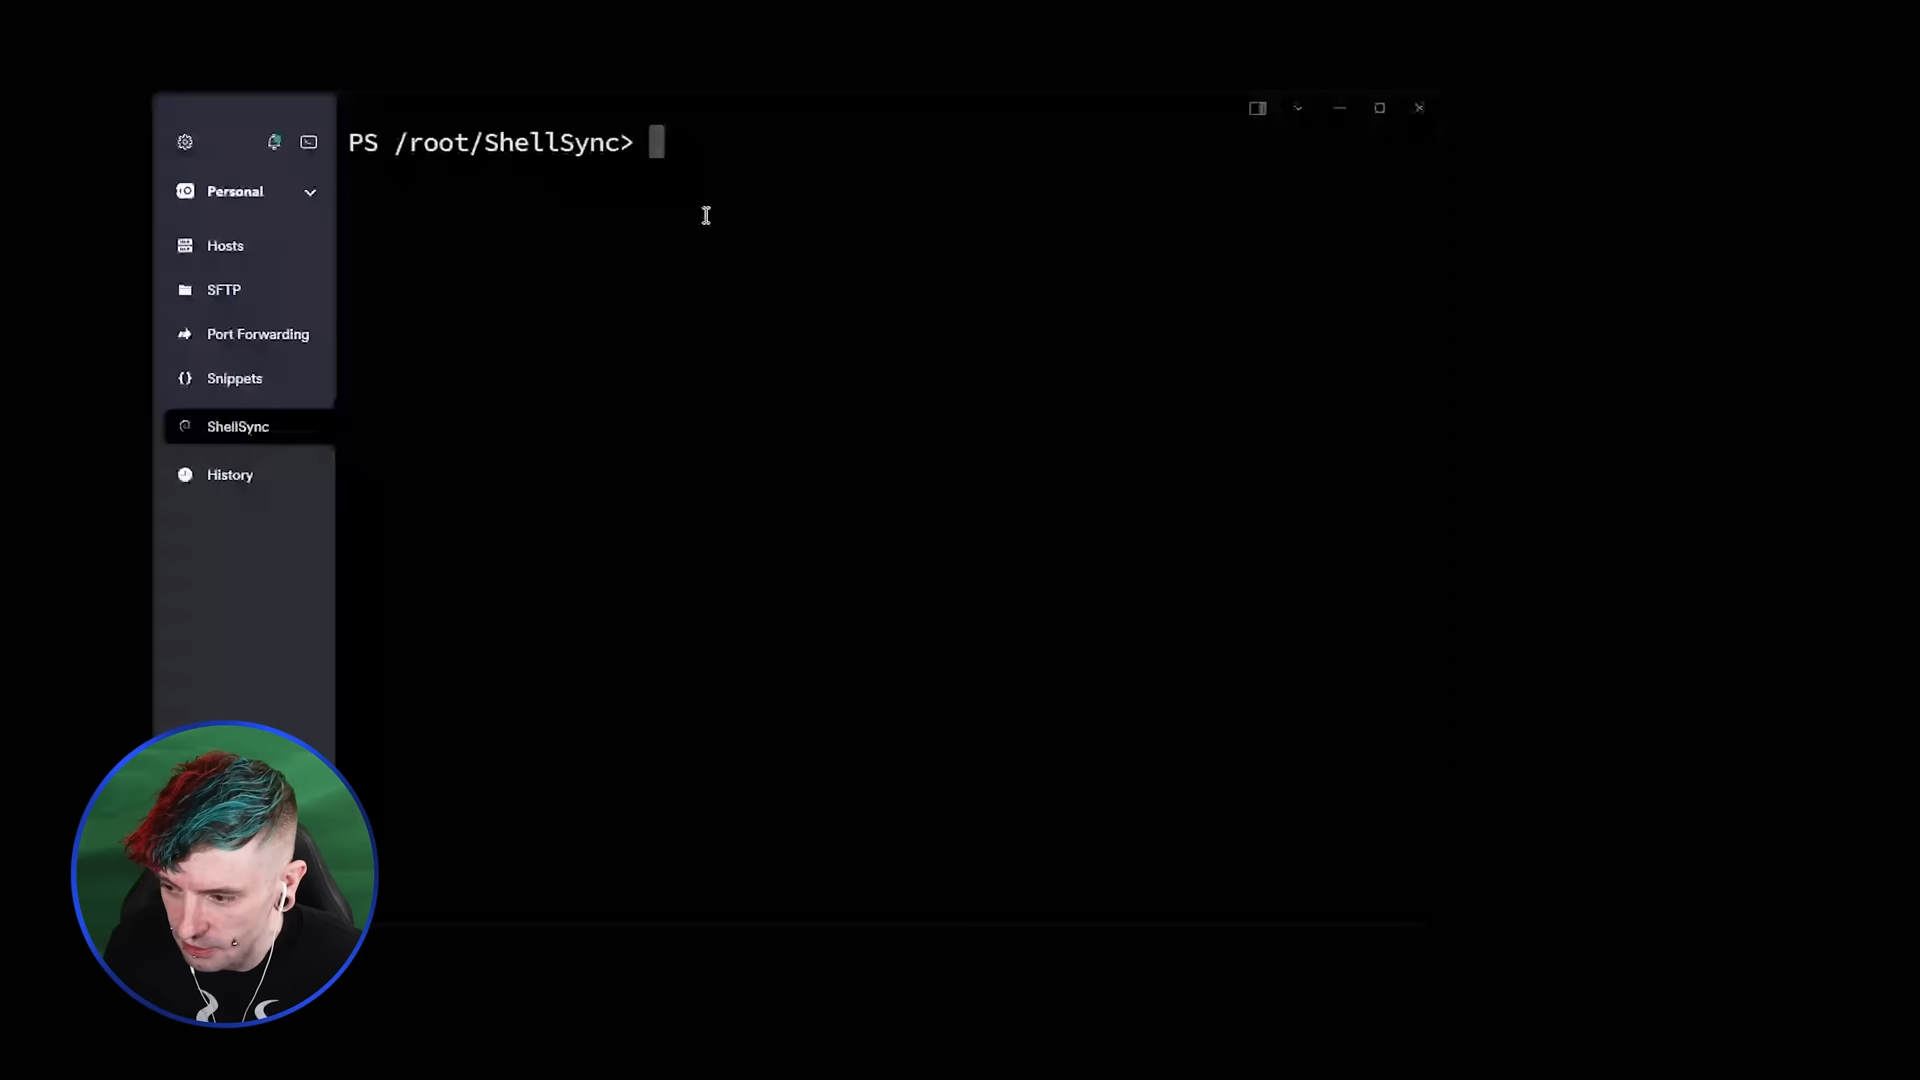 PS /root/ShellSync>
Personal
Hosts
SFTP
Port Forwarding
Snippets
ShellSync
History